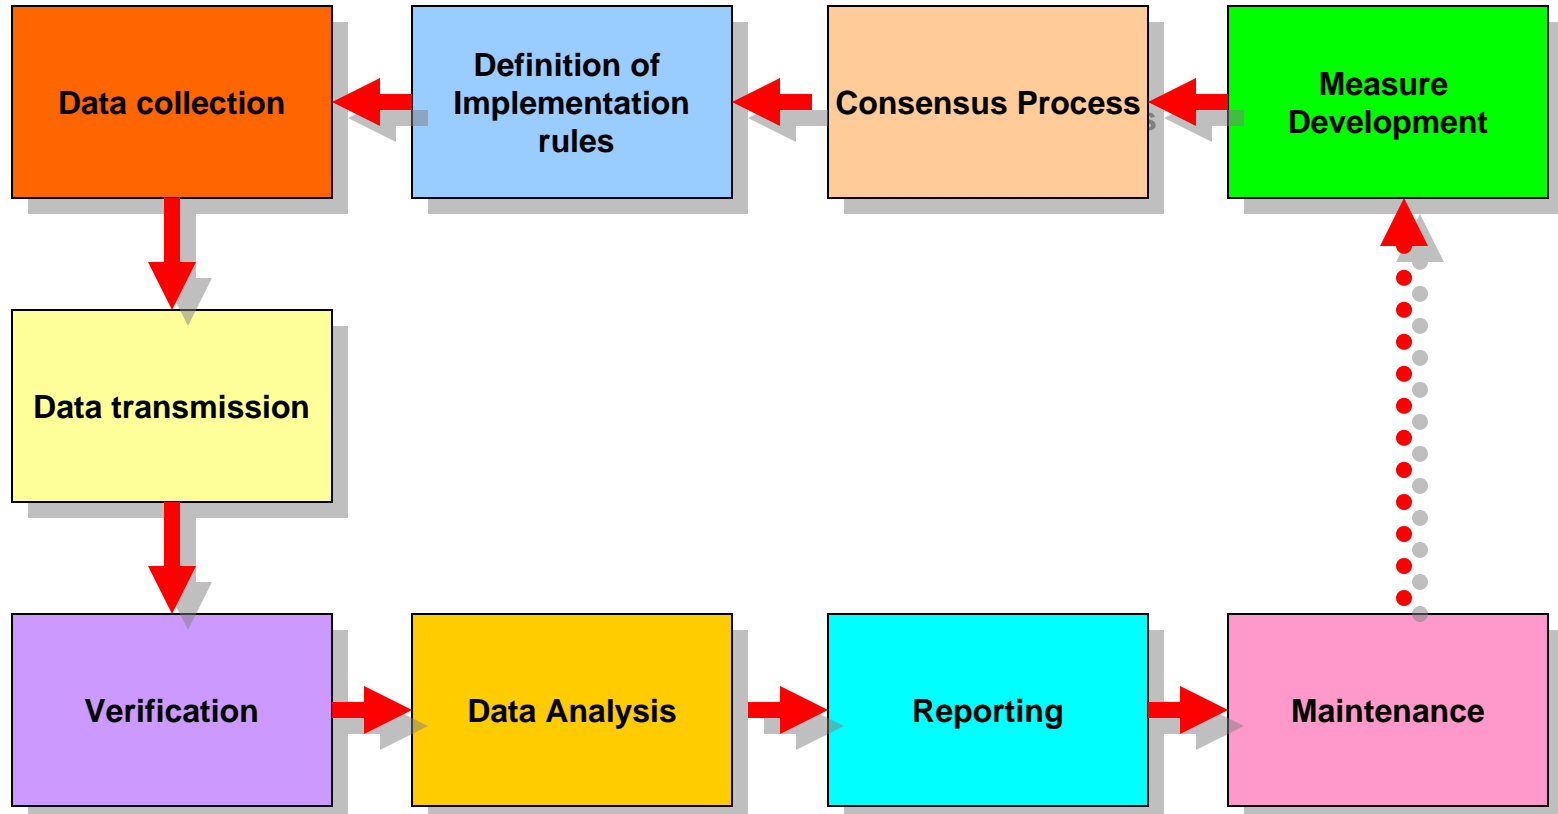 Data collection
Definition of
Implementation
rules
Consensus Process
Measure
Development
Data transmission
Verification
Data Analysis
Reporting
Maintenance